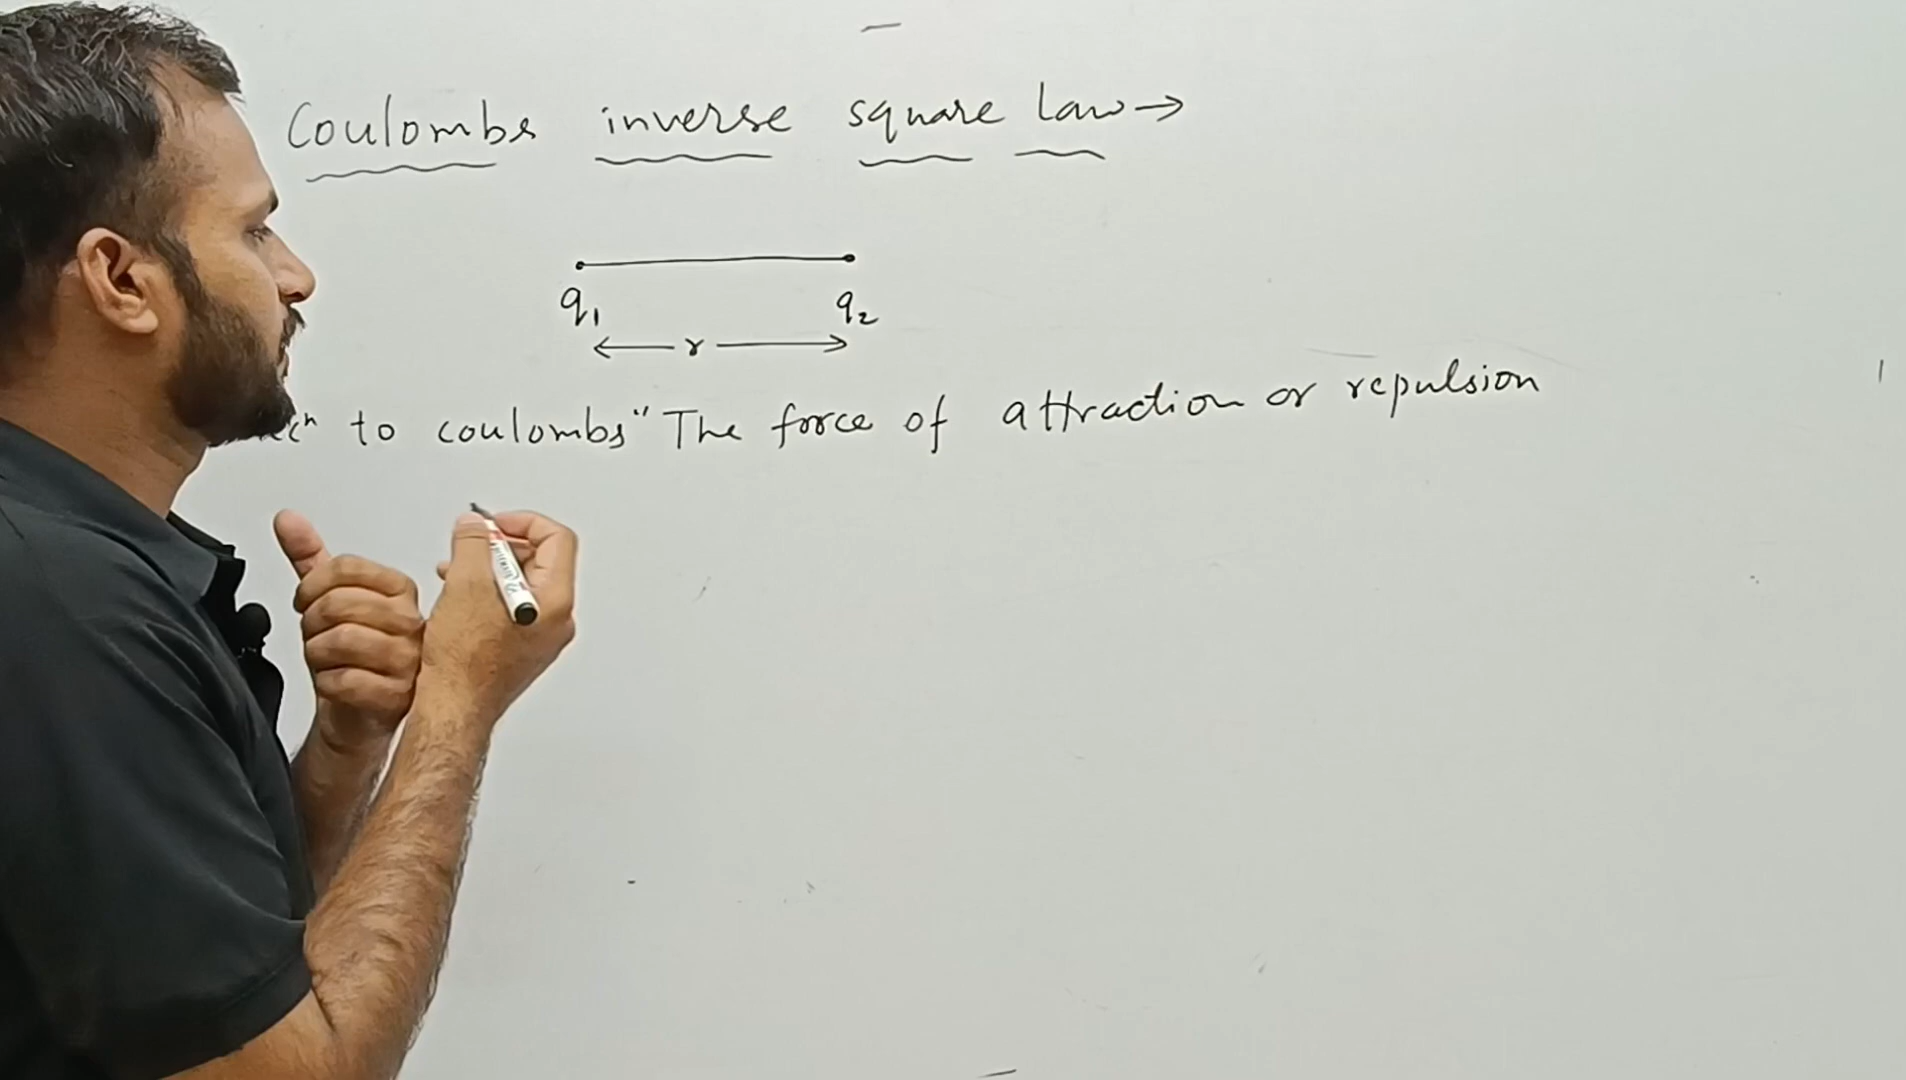 Coulombs inverse square Law→
q₁ q₂
r
to coulombs "The force of attraction or repulsion